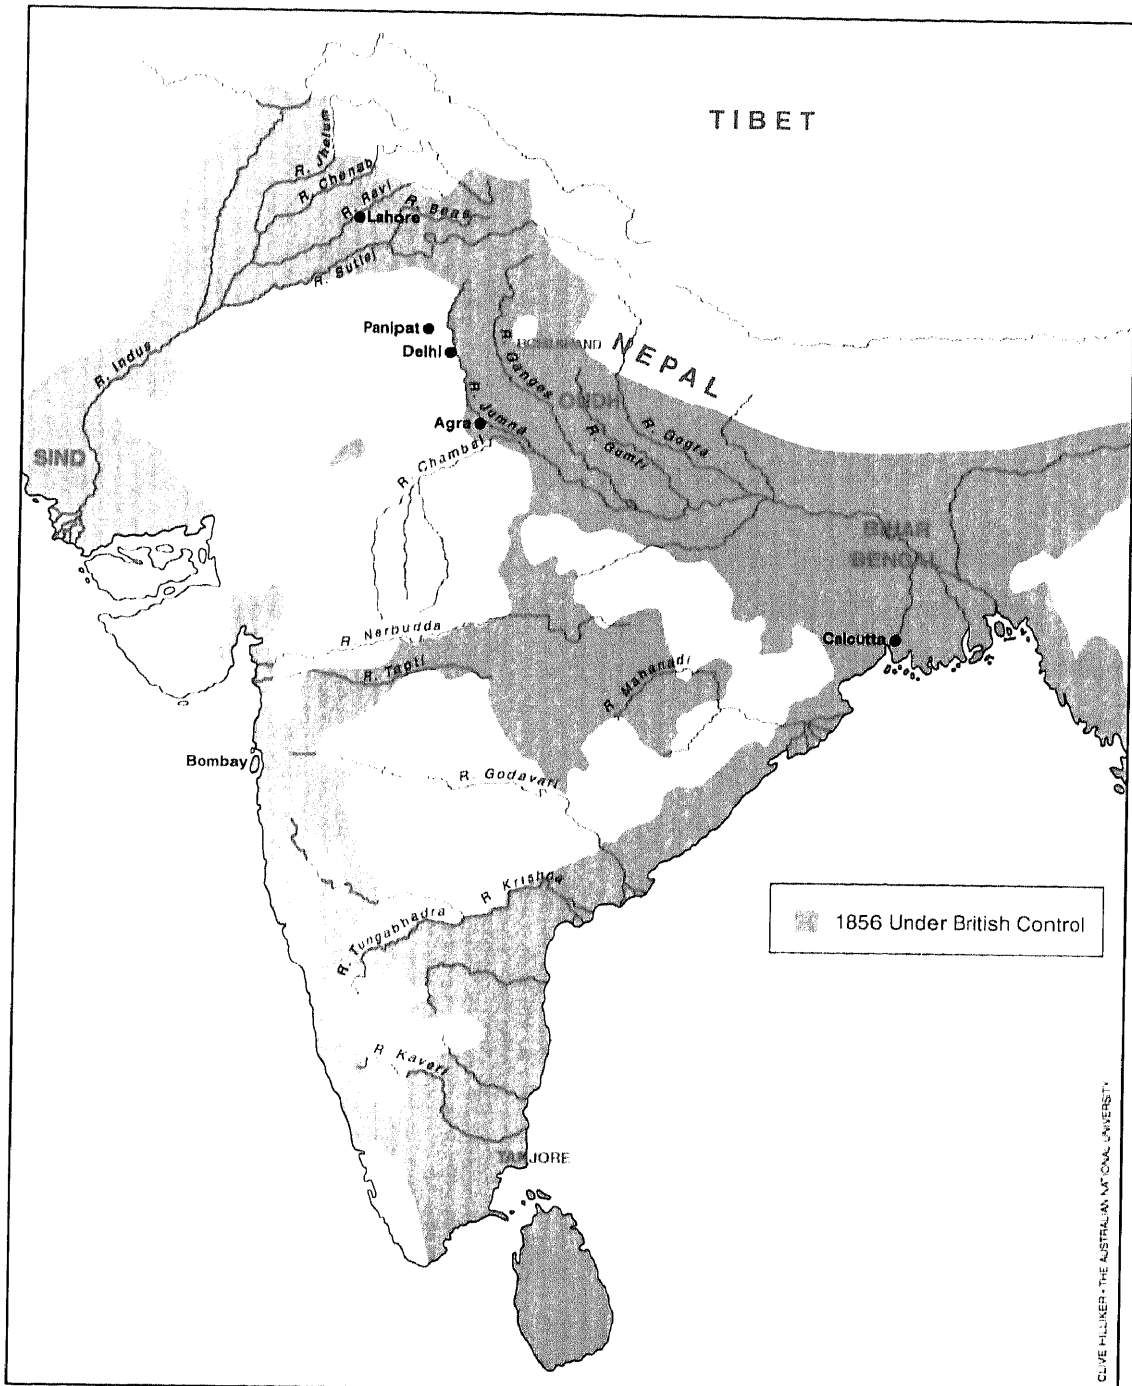 TIBET
R. Jhelum
R. Chenab
R. Ravi
R. Beas
Lahore
R. Sutlej
Panipat
Delhi
R. Indus
R. Ganges
NEPAL
OUDH
R. Jumna
Agra
R. Gogra
R. Gumti
R. Chambal
SIND
BIHAR
BENGAL
R. Nerbudda
Calcutta
R. Tapti
R. Mahanadi
Bombay
R. Godavari
R. Krishna
R. Tungabhadra
1856 Under British Control
R. Kaveri
TANJORE
CLIVE HILLIKER • THE AUSTRALIAN NATIONAL UNIVERSITY